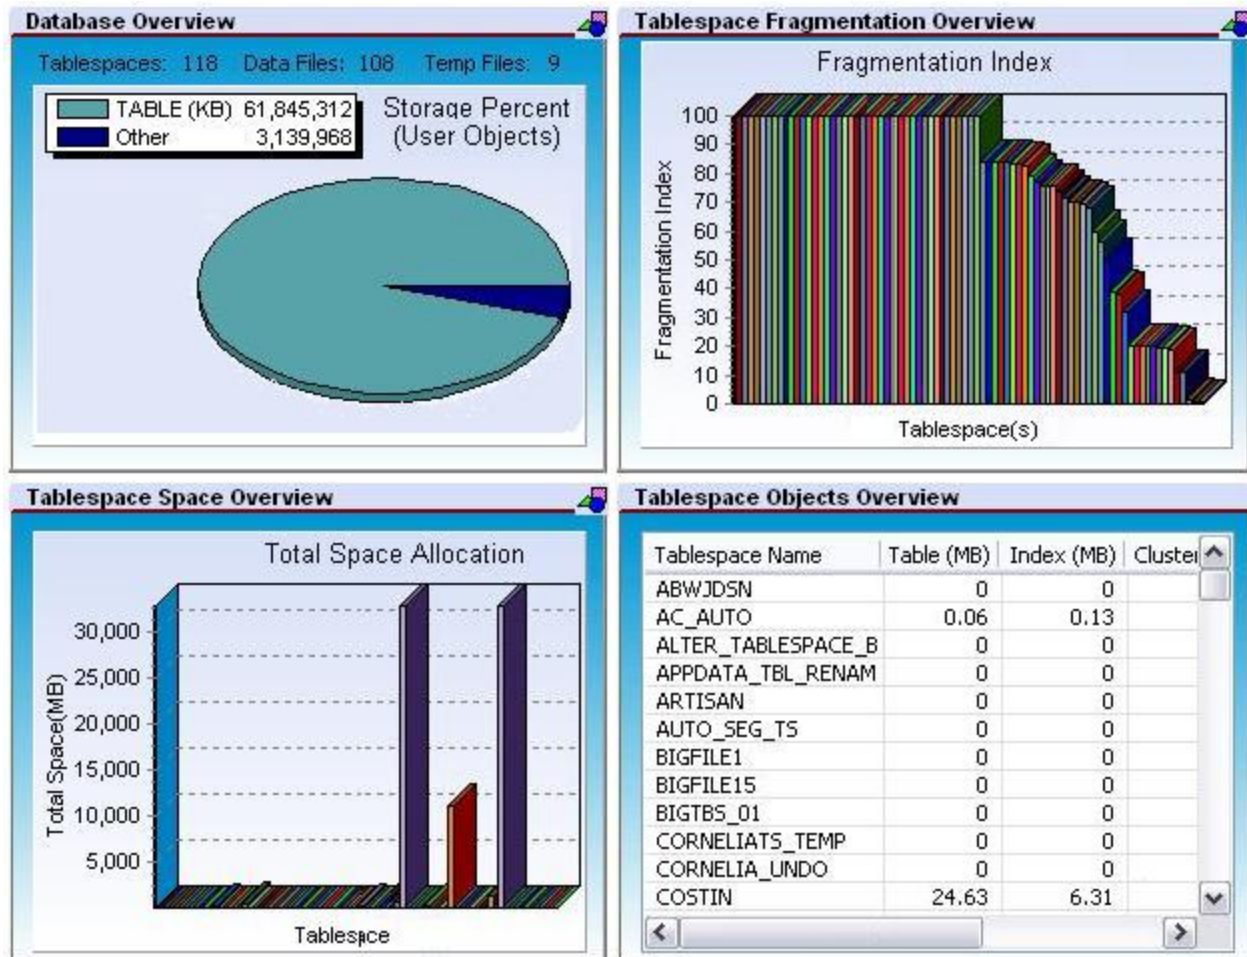 Database Overview
Tablespaces: 118 Data Files: 108 Temp Files: 9
TABLE (KB) 61,845,312
Other 3,139,968
Storage Percent
(User Objects)
Tablespace Fragmentation Overview
Fragmentation Index
Fragmentation Index
100
90
80
70
60
50
40
30
20
10
0
Tablespace(s)
Tablespace Space Overview
Total Space Allocation
Total Space(MB)
30,000
25,000
20,000
15,000
10,000
5,000
Tablespice
Tablespace Objects Overview
Tablespace Name Table (MB) Index (MB) Cluster
ABWJDSN 0 0
AC_AUTO 0.06 0.13
ALTER_TABLESPACE_B 0 0
APPDATA_TBL_RENAM 0 0
ARTISAN 0 0
AUTO_SEG_TS 0 0
BIGFILE1 0 0
BIGFILE15 0 0
BIGTBS_01 0 0
CORNELIATS_TEMP 0 0
CORNELIA_UNDO 0 0
COSTIN 24.63 6.31